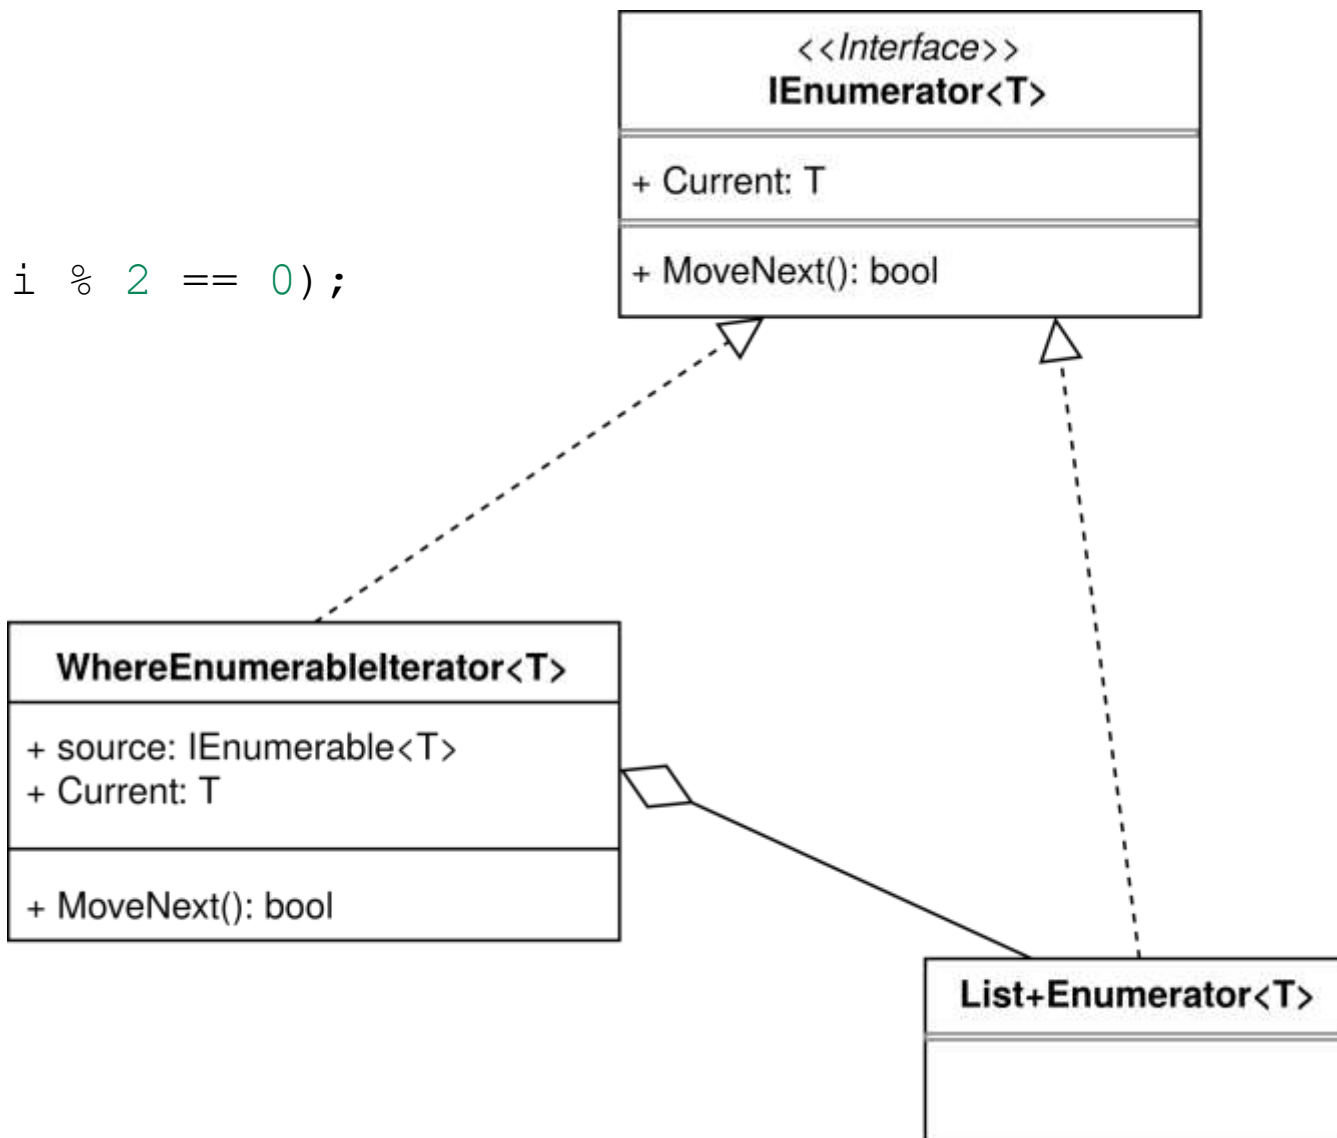 <<Interface>>
IEnumerator<T>
+ Current: T
+ MoveNext(): bool
i % 2 == 0);
WhereEnumerableIterator<T>
+ source: IEnumerable<T>
+ Current: T
+ MoveNext(): bool
List+Enumerator<T>